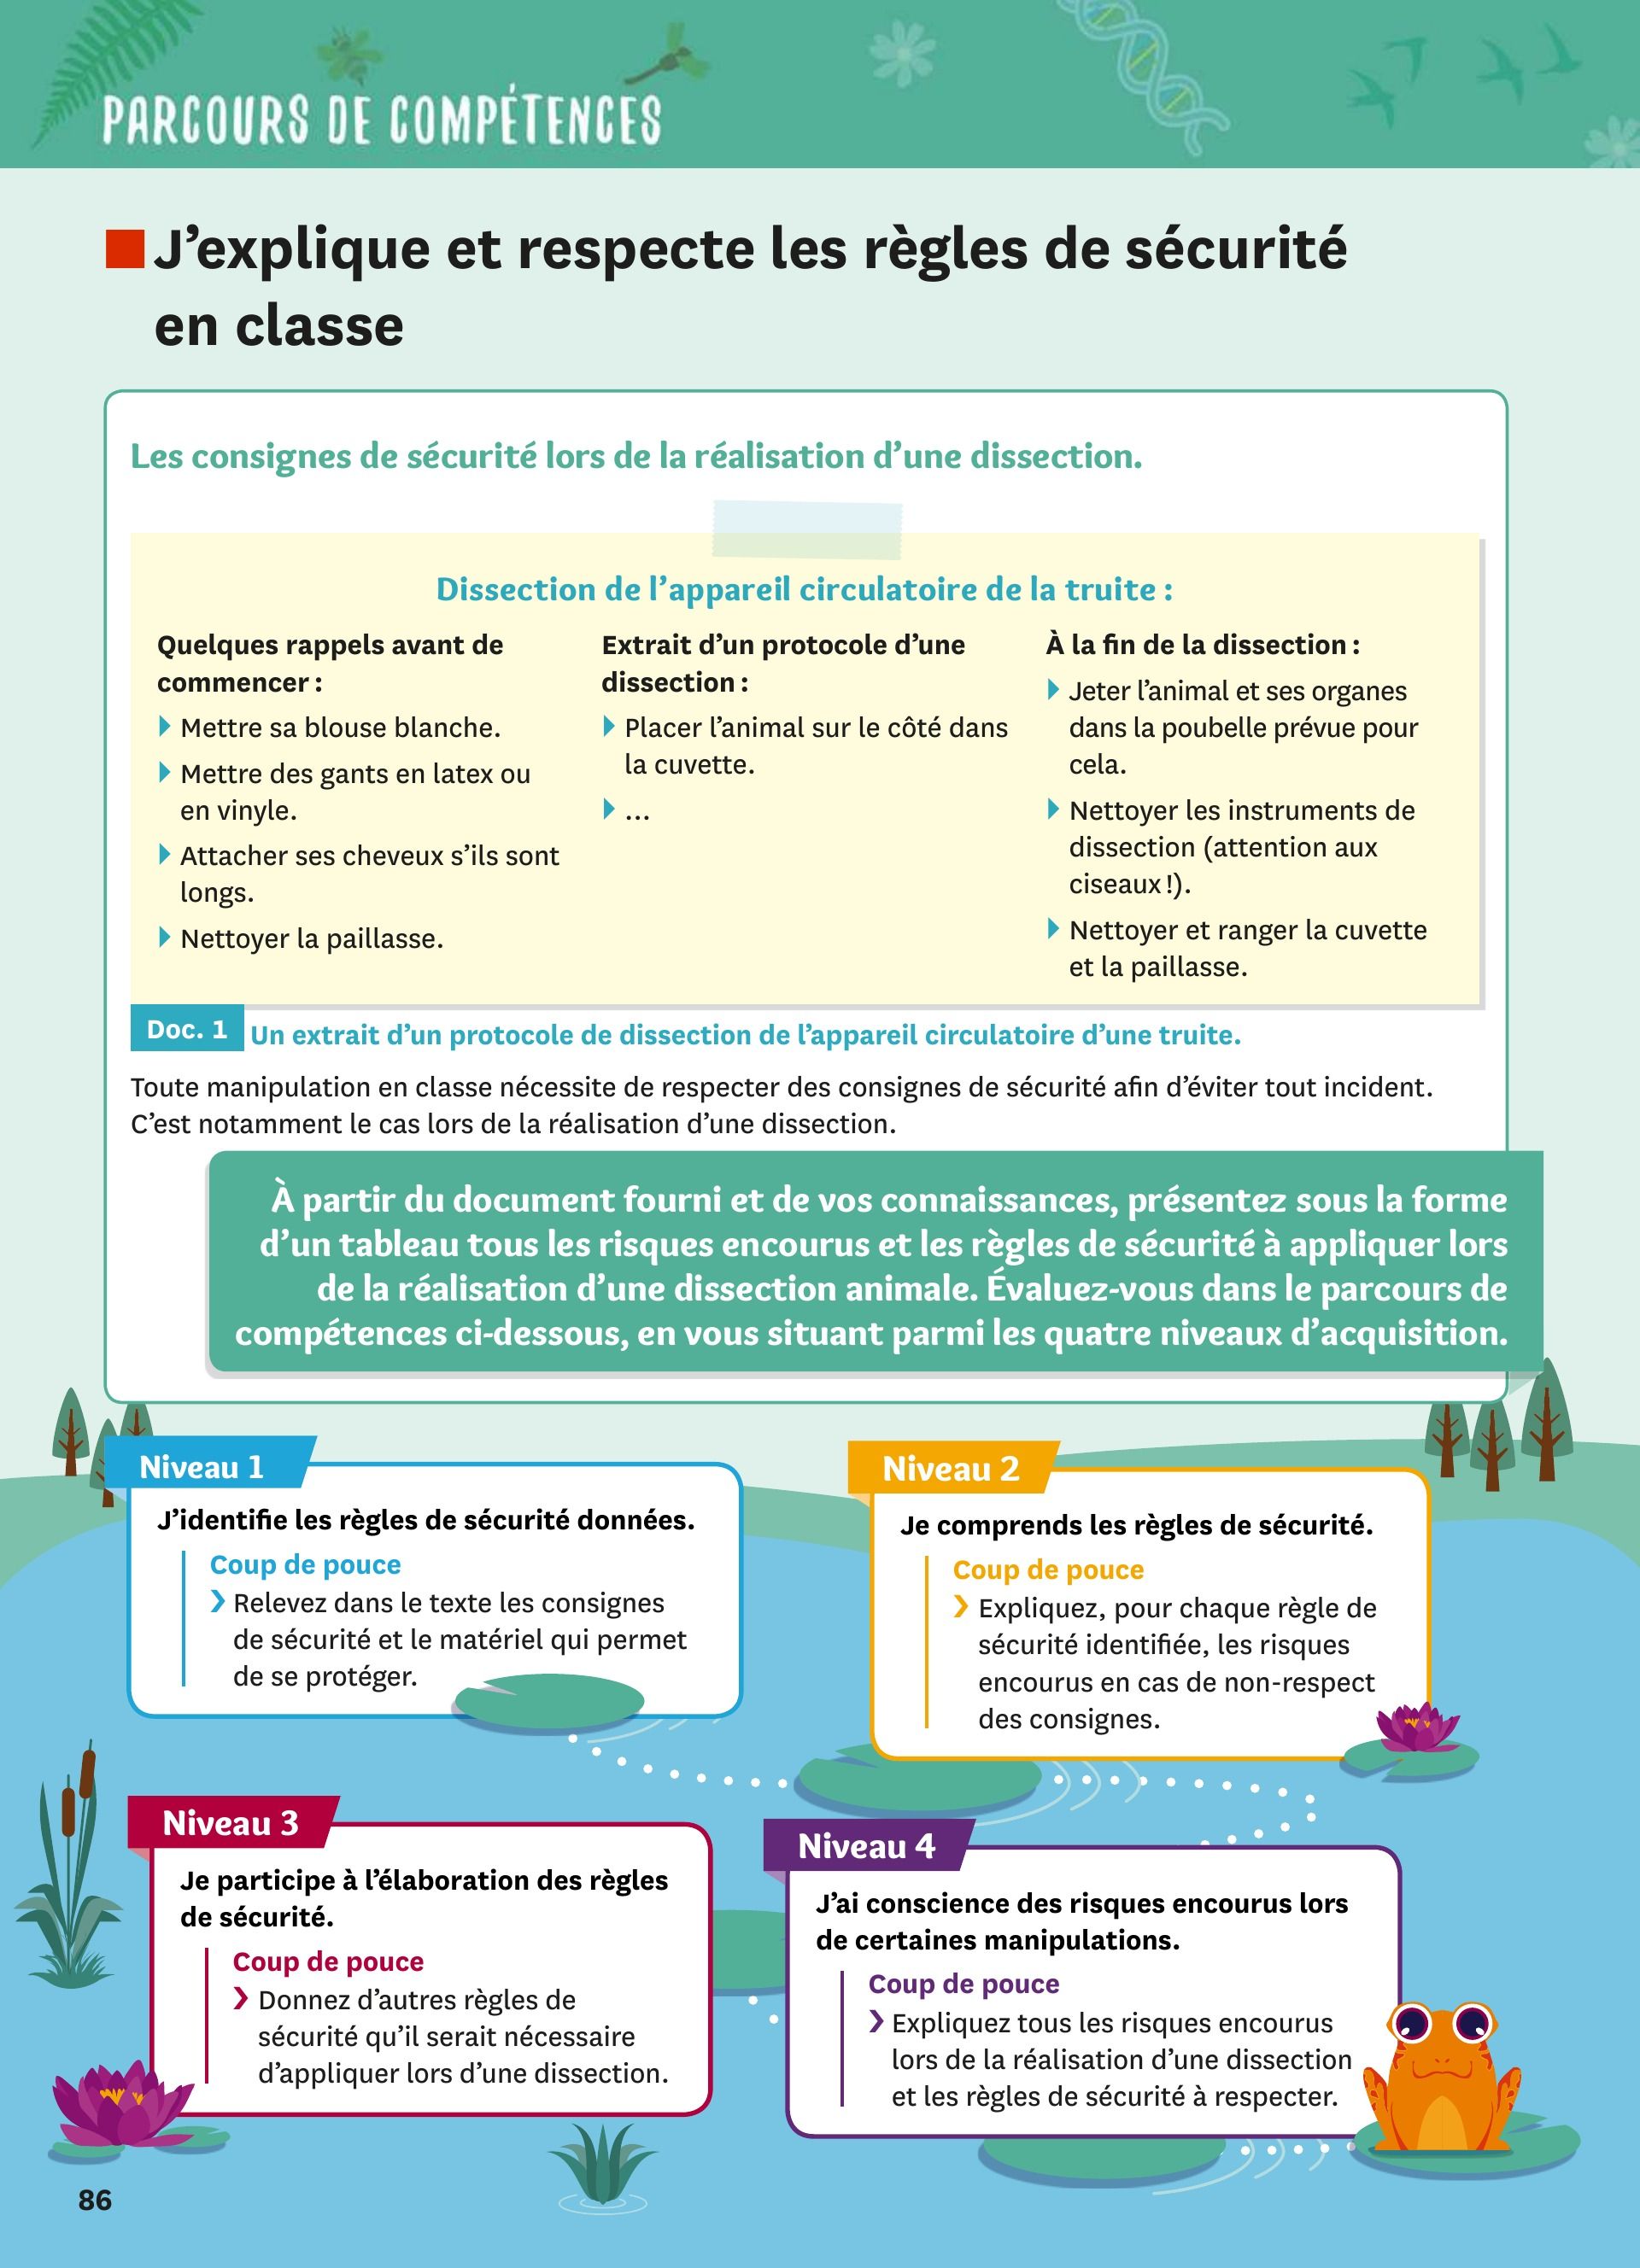 PARCOURS DE COMPÉTENCES
J’explique et respecte les règles de sécurité
en classe
Les consignes de sécurité lors de la réalisation d’une dissection.
Dissection de l’appareil circulatoire de la truite :
Quelques rappels avant de
commencer :
Mettre sa blouse blanche.
Mettre des gants en latex ou
en vinyle.
Attacher ses cheveux s’ils sont
longs.
Nettoyer la paillasse.
Extrait d’un protocole d’une
dissection :
Placer l’animal sur le côté dans
la cuvette.
...
À la fin de la dissection :
Jeter l’animal et ses organes
dans la poubelle prévue pour
cela.
Nettoyer les instruments de
dissection (attention aux
ciseaux !).
Nettoyer et ranger la cuvette
et la paillasse.
Doc. 1 Un extrait d’un protocole de dissection de l’appareil circulatoire d’une truite.
Toute manipulation en classe nécessite de respecter des consignes de sécurité afin d’éviter tout incident.
C’est notamment le cas lors de la réalisation d’une dissection.
À partir du document fourni et de vos connaissances, présentez sous la forme
d’un tableau tous les risques encourus et les règles de sécurité à appliquer lors
de la réalisation d’une dissection animale. Évaluez-vous dans le parcours de
compétences ci-dessous, en vous situant parmi les quatre niveaux d’acquisition.
Niveau 1
J’identifie les règles de sécurité données.
Coup de pouce
Relevez dans le texte les consignes
de sécurité et le matériel qui permet
de se protéger.
Niveau 2
Je comprends les règles de sécurité.
Coup de pouce
Expliquez, pour chaque règle de
sécurité identifiée, les risques
encourus en cas de non-respect
des consignes.
Niveau 3
Je participe à l’élaboration des règles
de sécurité.
Coup de pouce
Donnez d’autres règles de
sécurité qu’il serait nécessaire
d’appliquer lors d’une dissection.
Niveau 4
J’ai conscience des risques encourus lors
de certaines manipulations.
Coup de pouce
Expliquez tous les risques encourus
lors de la réalisation d’une dissection
et les règles de sécurité à respecter.
86